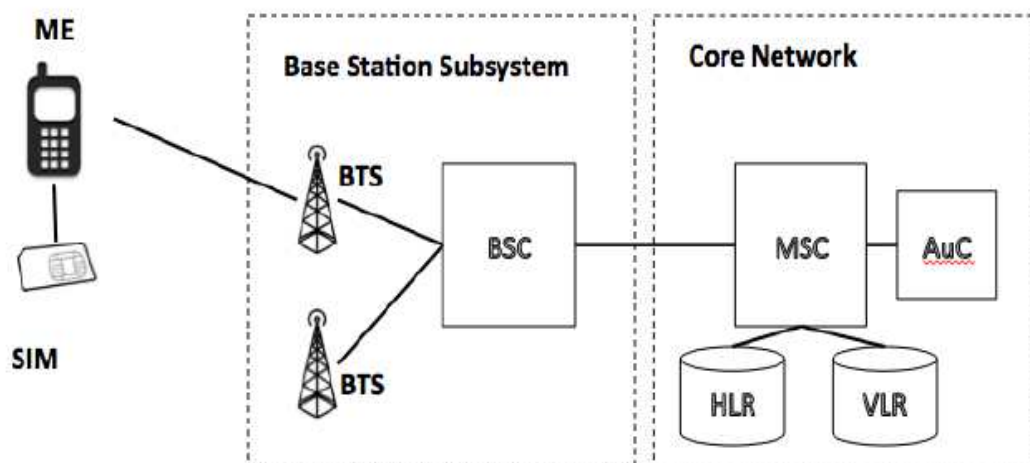 ME
SIM
Base Station Subsystem
BTS
BTS
BSC
Core Network
MSC
AuC
HLR
VLR